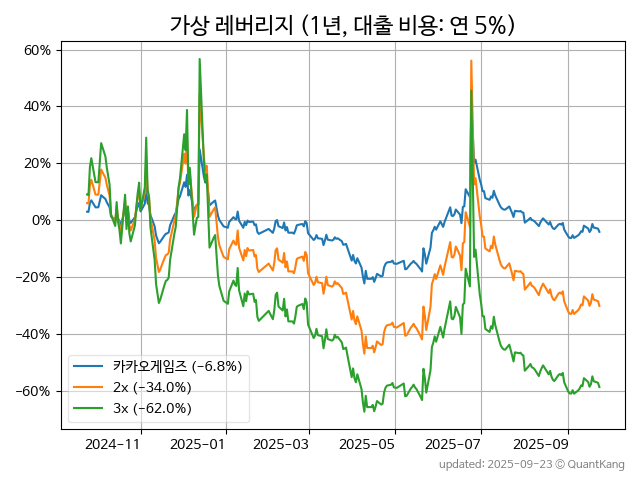 가상 레버리지 (1년, 대출 비용: 연 5%)
60%
40%
20%
0%
−20%
−40%
−60%
카카오게임즈 (−6.8%)
2x (−34.0%)
3x (−62.0%)
2024-11 2025-01 2025-03 2025-05 2025-07 2025-09
updated: 2025-09-23 ⓒ QuantKang